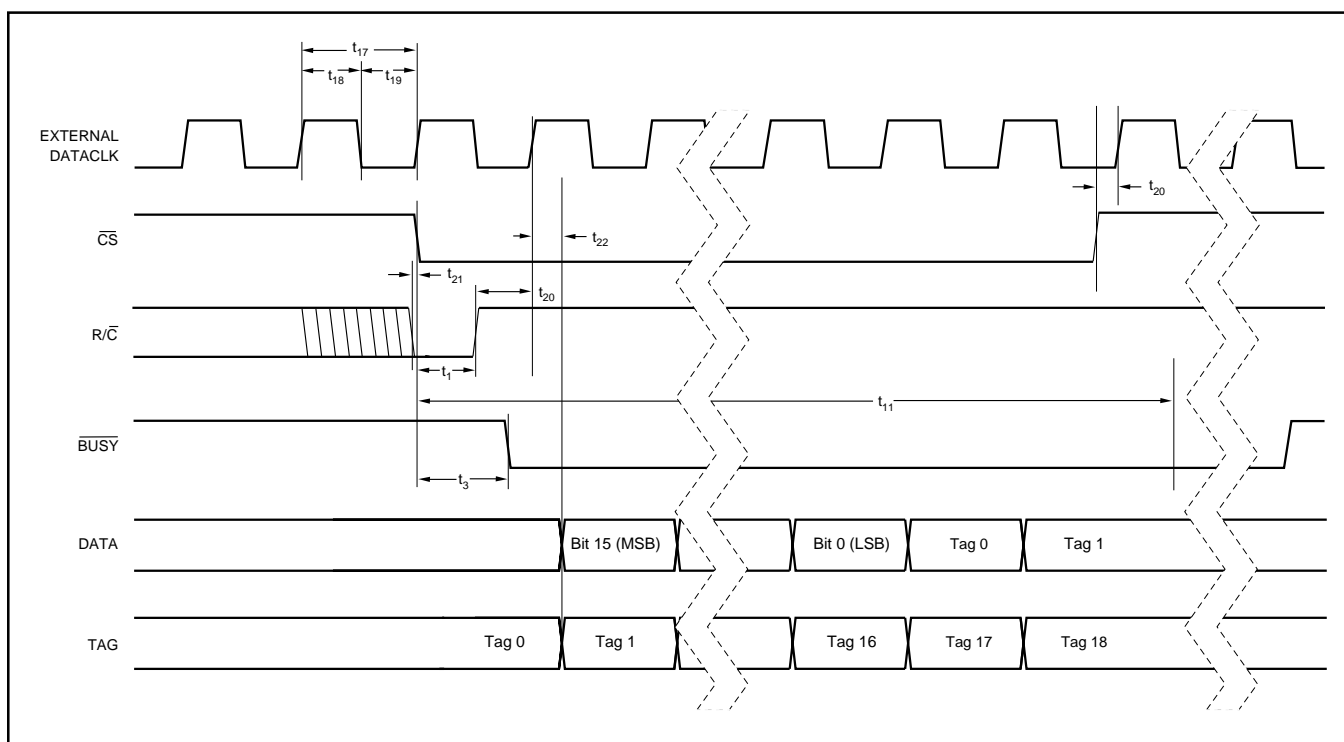 t17
t18 t19
EXTERNAL
DATACLK
t20
CS
t22
t21
t20
R/C
t1
t11
BUSY
t3
DATA Bit 15 (MSB) Bit 0 (LSB) Tag 0 Tag 1
TAG Tag 0 Tag 1 Tag 16 Tag 17 Tag 18